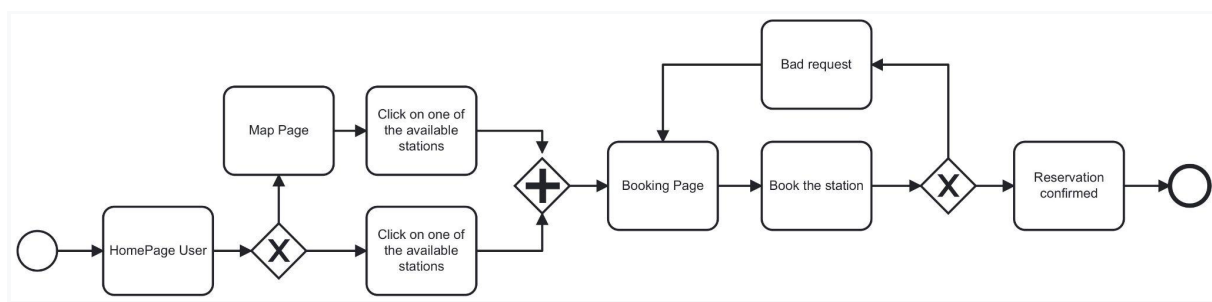 HomePage User
Map Page
Click on one of
the available
stations
Click on one of
the available
stations
Booking Page
Bad request
Book the station
Reservation
confirmed